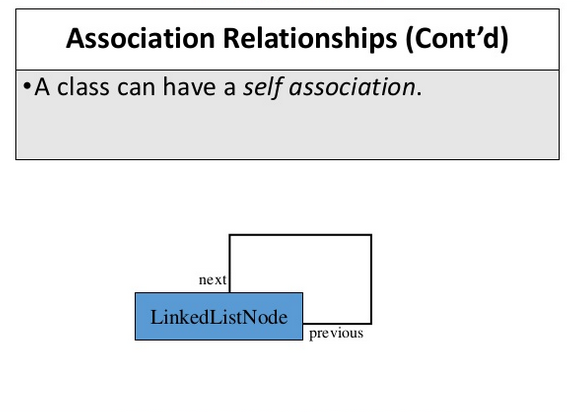 Association Relationships (Cont’d)
•A class can have a self association.
next
LinkedListNode
previous